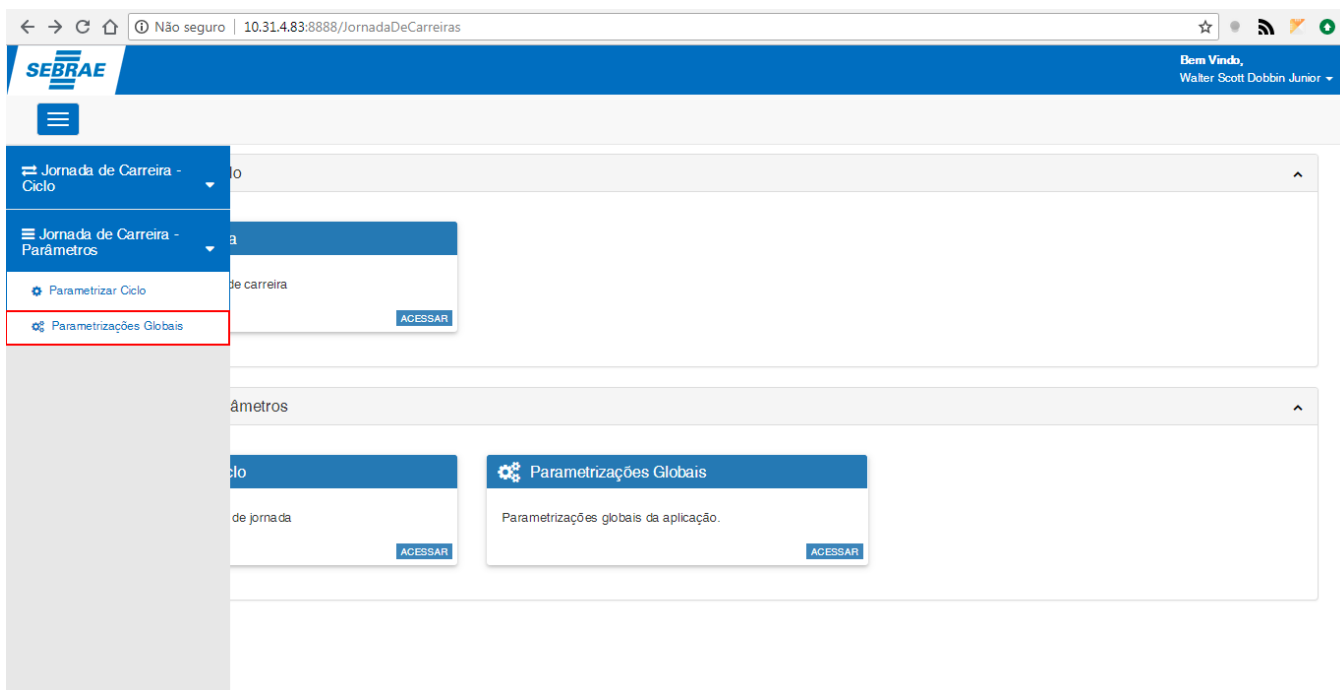 Não seguro | 10.31.4.83:8888/JornadaDeCarreiras
SEBRAE
Bem Vindo,
Walter Scott Dobbin Junior
Jornada de Carreira -
Ciclo
lo
Jornada de Carreira -
Parâmetros
a
Parametrizar Ciclo
de carreira
Parametrizações Globais
ACESSAR
âmetros
clo
Parametrizações Globais
de jornada
Parametrizações globais da aplicação.
ACESSAR
ACESSAR